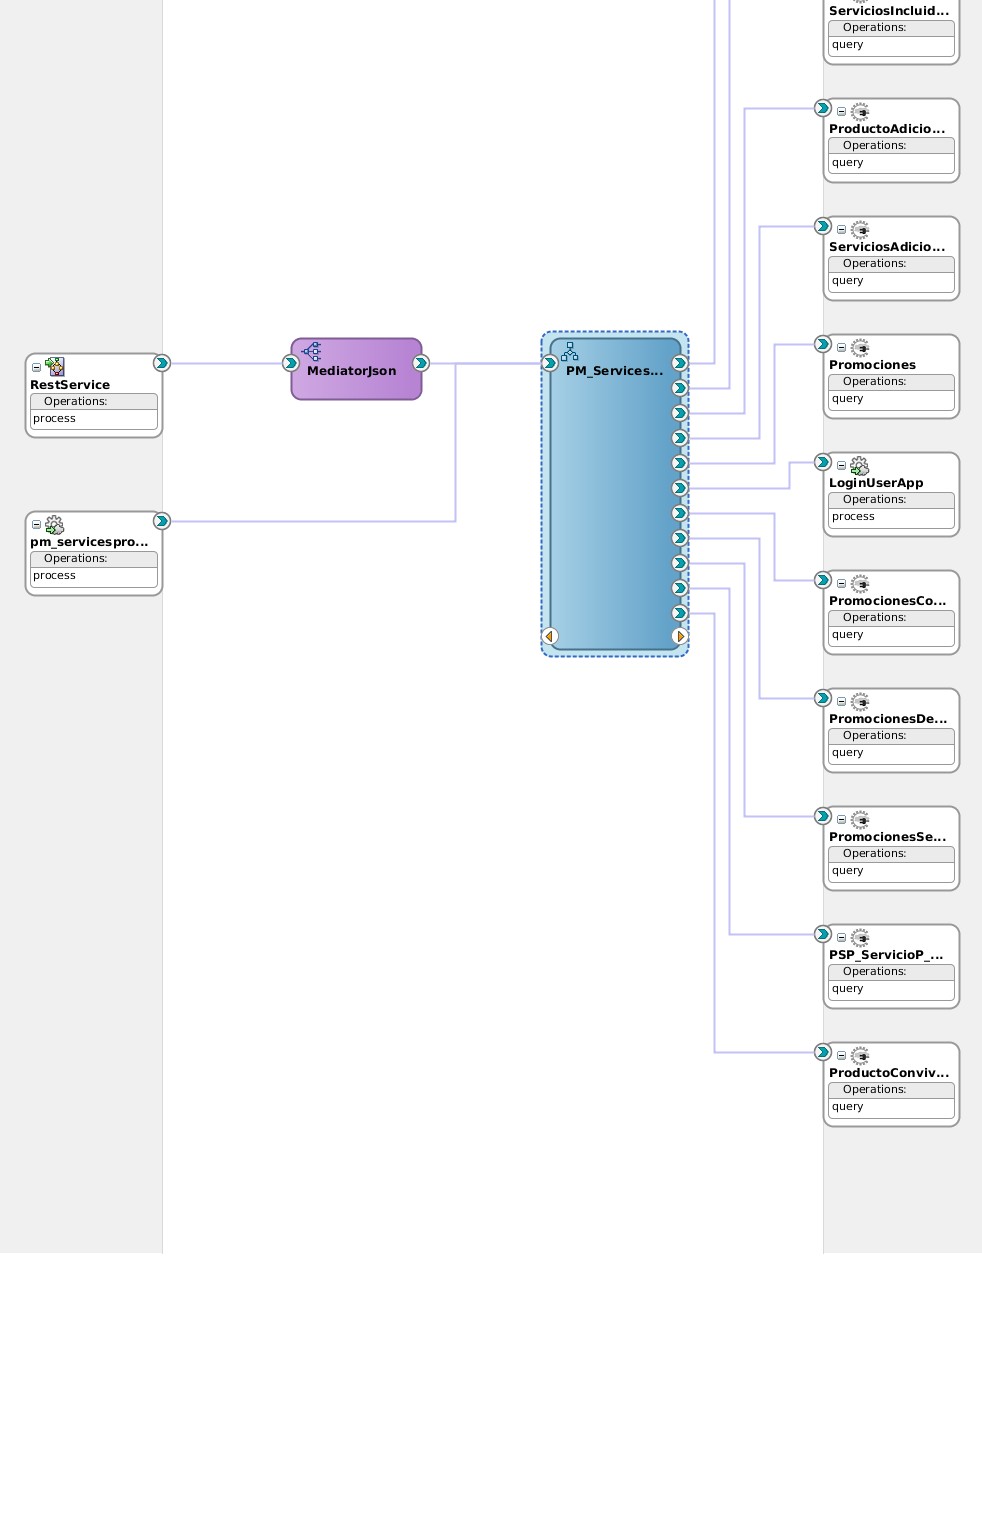 ServiciosIncluid...
Operations:
query
ProductoAdicio...
Operations:
query
ServiciosAdicio...
Operations:
query
Promociones
Operations:
query
RestService
Operations:
process
MediatorJson
PM_Services...
LoginUserApp
Operations:
process
pm_servicespro...
Operations:
process
PromocionesCo...
Operations:
query
PromocionesDe...
Operations:
query
PromocionesSe...
Operations:
query
PSP_ServicioP_...
Operations:
query
ProductoConviv...
Operations:
query